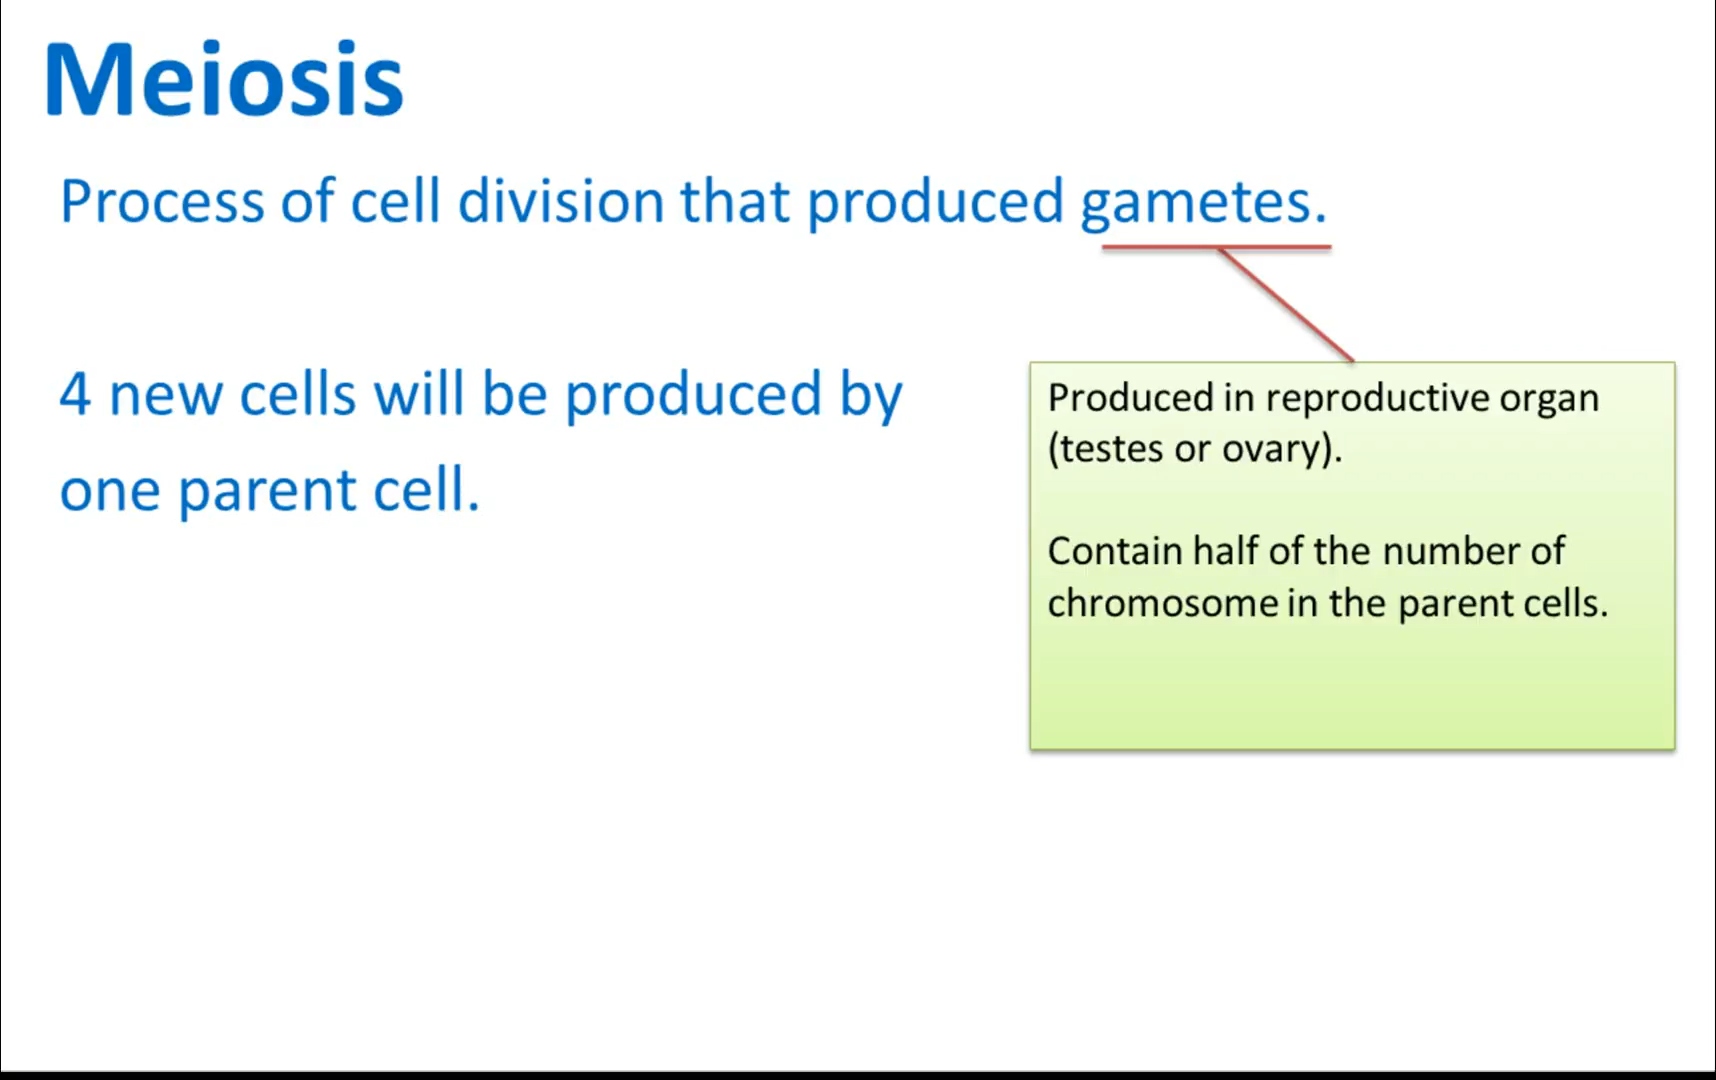 Meiosis
Process of cell division that produced gametes.
4 new cells will be produced by
one parent cell.
Produced in reproductive organ
(testes or ovary).
Contain half of the number of
chromosome in the parent cells.